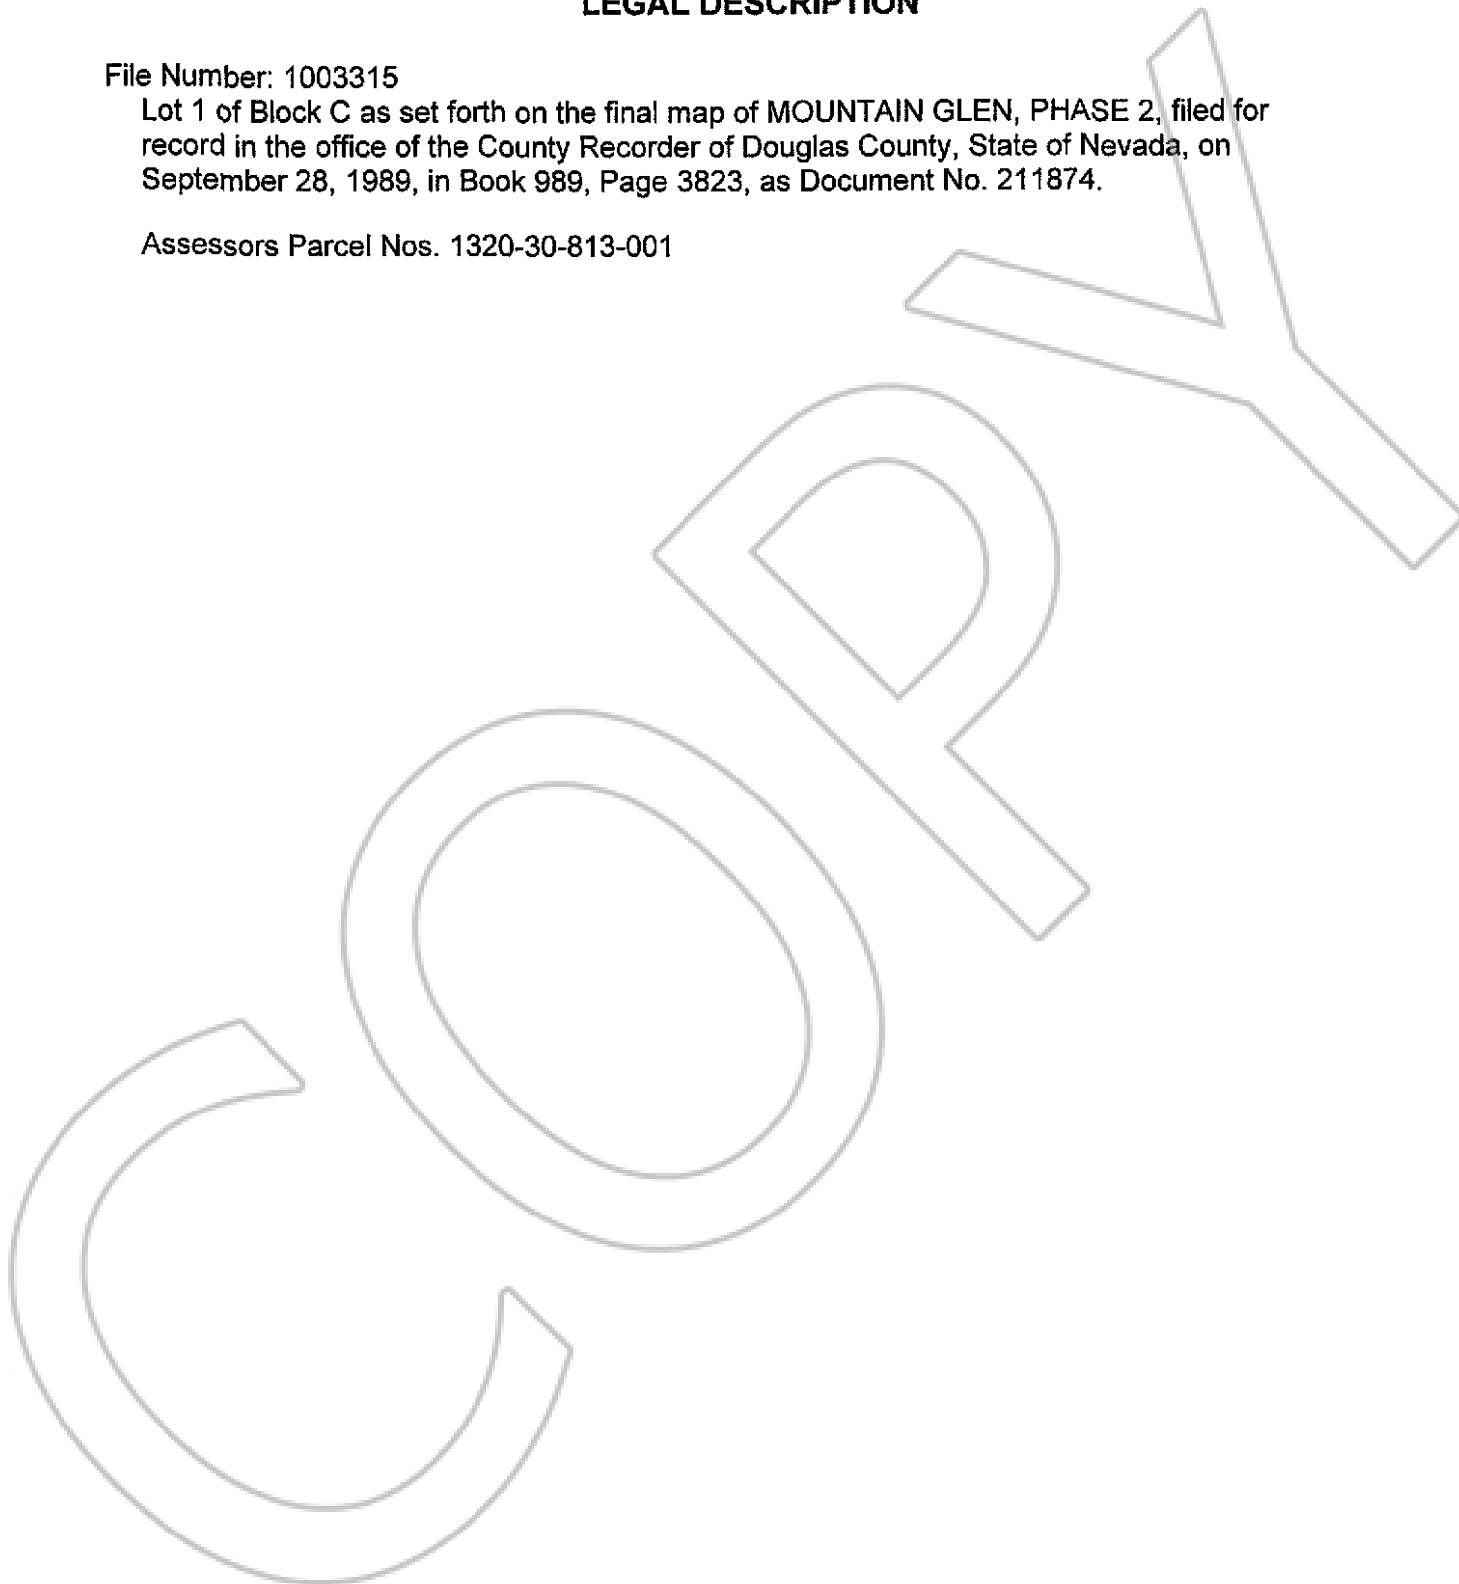 LEGAL DESCRIPTION
File Number: 1003315
Lot 1 of Block C as set forth on the final map of MOUNTAIN GLEN, PHASE 2, filed for
record in the office of the County Recorder of Douglas County, State of Nevada, on
September 28, 1989, in Book 989, Page 3823, as Document No. 211874.
Assessors Parcel Nos. 1320-30-813-001
COPY